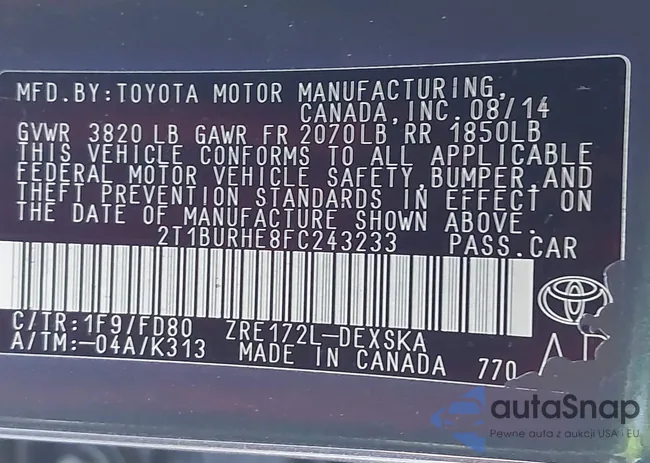 MFD.BY:TOYOTA MOTOR MANUFACTURING,
CANADA,INC. 08/14
GVWR 3820 LB GAWR FR 2070LB RR 1850LB
THIS VEHICLE CONFORMS TO ALL APPLICABLE
FEDERAL MOTOR VEHICLE SAFETY,BUMPER,AND
THEFT PREVENTION STANDARDS IN EFFECT ON
THE DATE OF MANUFACTURE SHOWN ABOVE.
2T1BURHE8FC243233 PASS.CAR
C/TR:1F9/FD80 ZRE172L-DEXSKA
A/TM:-04A/K313 MADE IN CANADA 770
autaSnap
Pewne auta z aukcji USA i EU